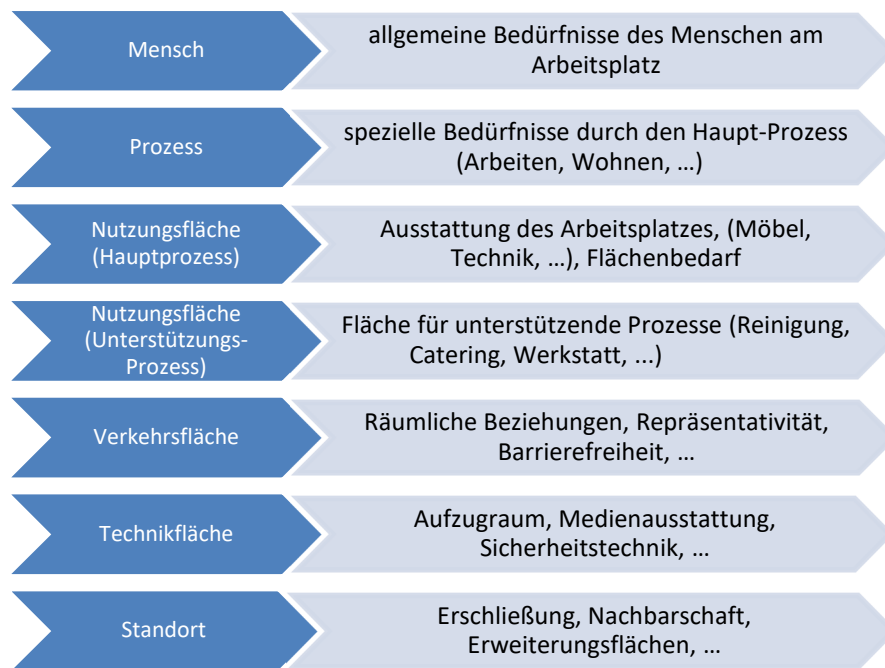 Mensch
allgemeine Bedürfnisse des Menschen am
Arbeitsplatz
Prozess
spezielle Bedürfnisse durch den Haupt-Prozess
(Arbeiten, Wohnen, …)
Nutzungsfläche
(Hauptprozess)
Ausstattung des Arbeitsplatzes, (Möbel,
Technik, …), Flächenbedarf
Nutzungsfläche
(Unterstützungs-
Prozess)
Fläche für unterstützende Prozesse (Reinigung,
Catering, Werkstatt, ...)
Verkehrsfläche
Räumliche Beziehungen, Repräsentativität,
Barrierefreiheit, …
Technikfläche
Aufzugraum, Medienausstattung,
Sicherheitstechnik, …
Standort
Erschließung, Nachbarschaft,
Erweiterungsflächen, …